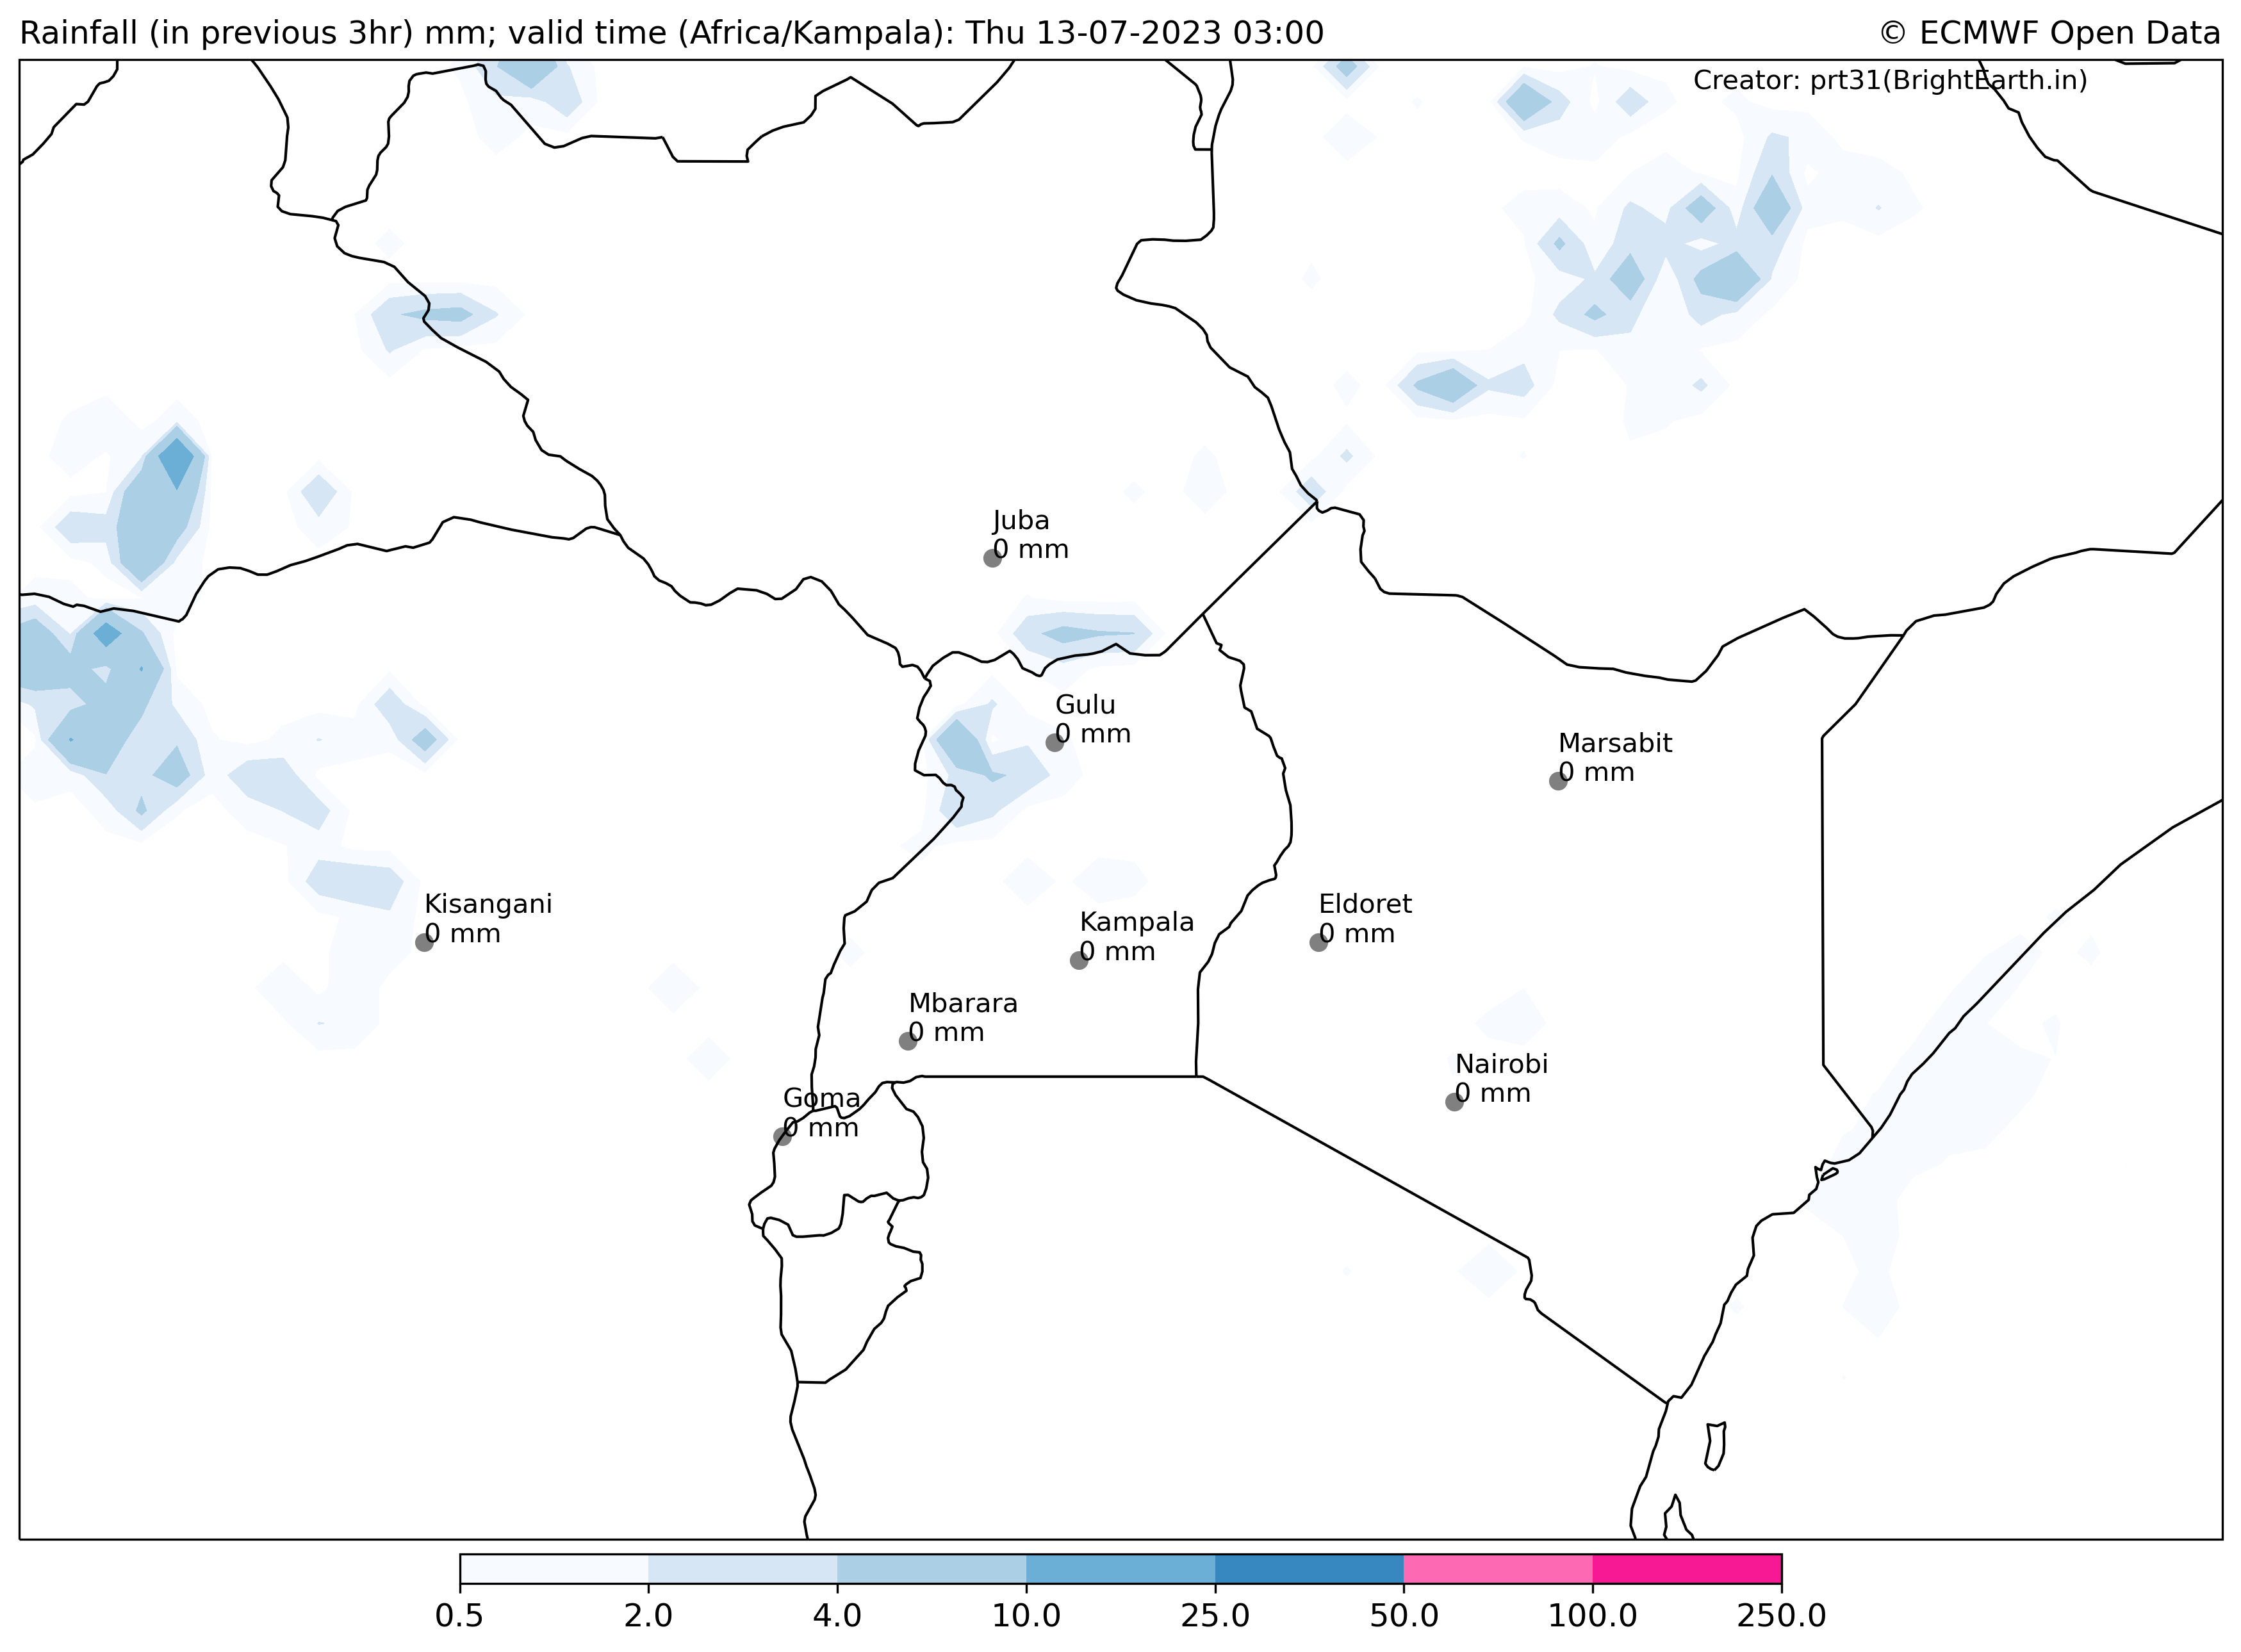 Rainfall (in previous 3hr) mm; valid time (Africa/Kampala): Thu 13-07-2023 03:00
© ECMWF Open Data
Creator: prt31(BrightEarth.in)
Juba
0 mm
Gulu
0 mm
Marsabit
0 mm
Kisangani
0 mm
Eldoret
0 mm
Kampala
0 mm
Mbarara
0 mm
Nairobi
0 mm
Goma
0 mm
0.5 2.0 4.0 10.0 25.0 50.0 100.0 250.0